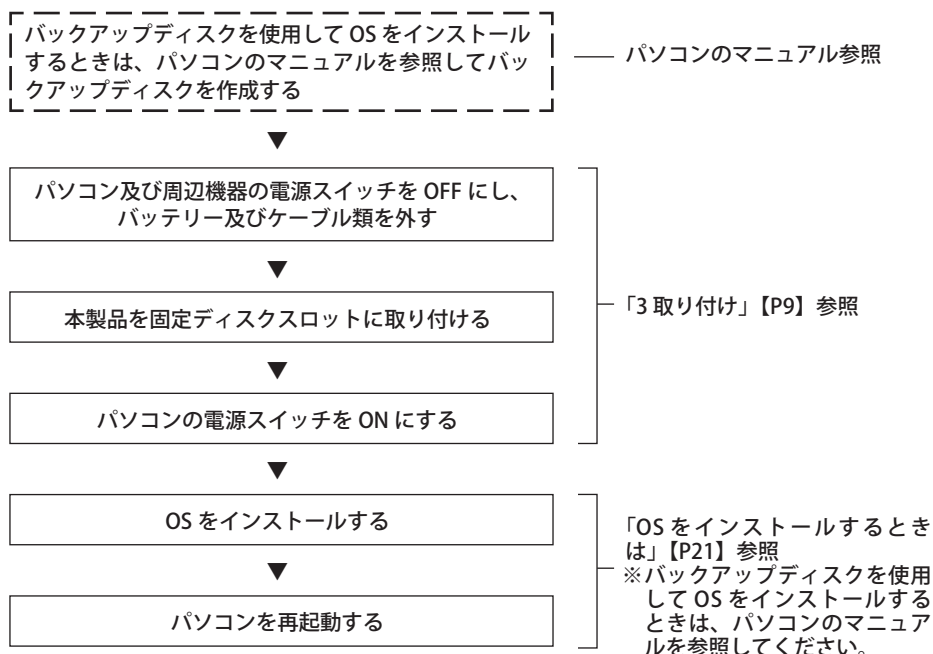 バックアップディスクを使用して OS をインストール
するときは、パソコンのマニュアルを参照してバッ
クアップディスクを作成する
パソコンのマニュアル参照
パソコン及び周辺機器の電源スイッチを OFF にし、
バッテリー及びケーブル類を外す
本製品を固定ディスクスロットに取り付ける
パソコンの電源スイッチを ON にする
「3 取り付け」【P9】参照
OS をインストールする
パソコンを再起動する
「OS をインストールするとき
は」【P21】参照
※バックアップディスクを使用
して OS をインストールする
ときは、パソコンのマニュア
ルを参照してください。